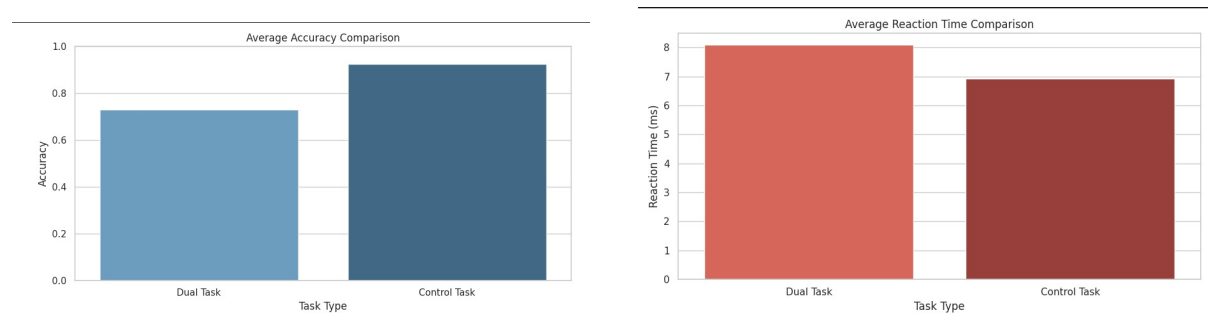 Average Accuracy Comparison
1.0
0.8
0.6
0.4
0.2
0.0
Accuracy
Dual Task
Control Task
Task Type
Average Reaction Time Comparison
8
7
6
5
4
3
2
1
0
Reaction Time (ms)
Dual Task
Control Task
Task Type